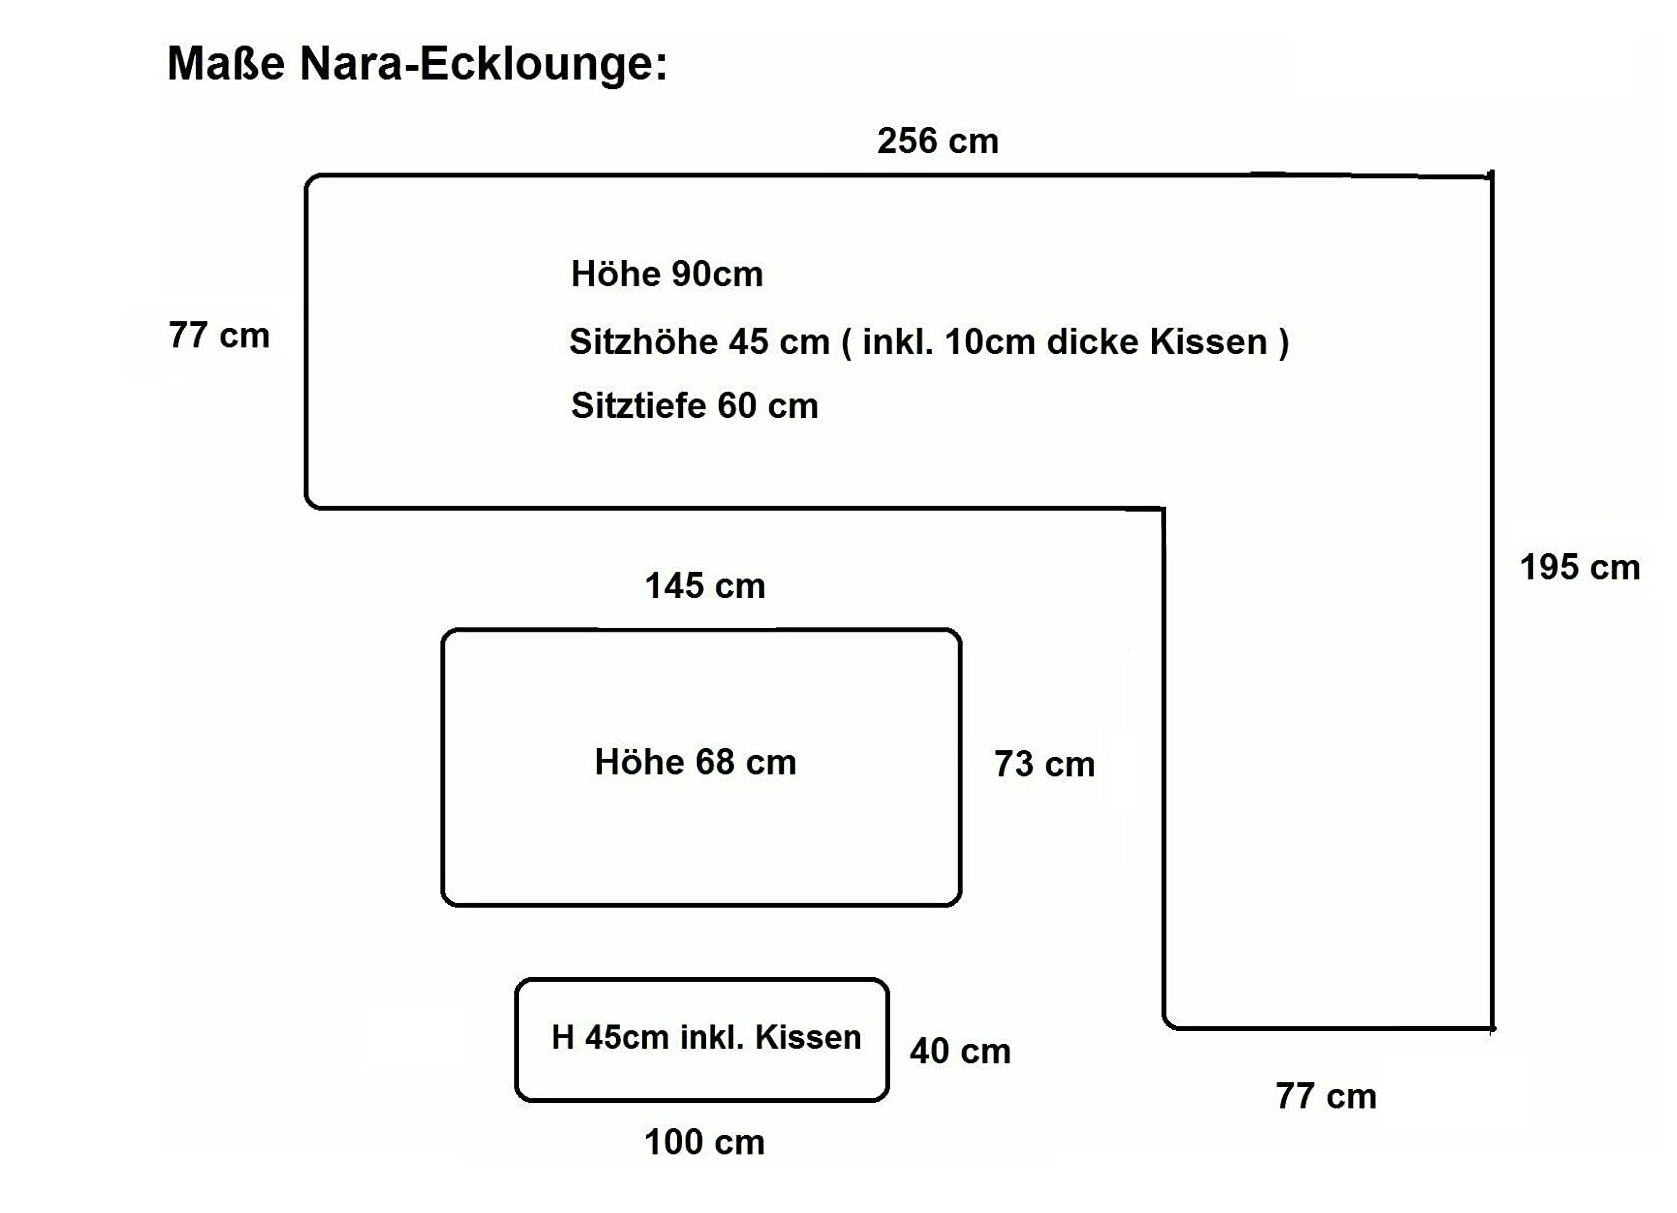 Maße Nara-Ecklounge:
256 cm
Höhe 90cm
77 cm
Sitzhöhe 45 cm ( inkl. 10cm dicke Kissen )
Sitztiefe 60 cm
195 cm
145 cm
Höhe 68 cm
73 cm
H 45cm inkl. Kissen
40 cm
77 cm
100 cm